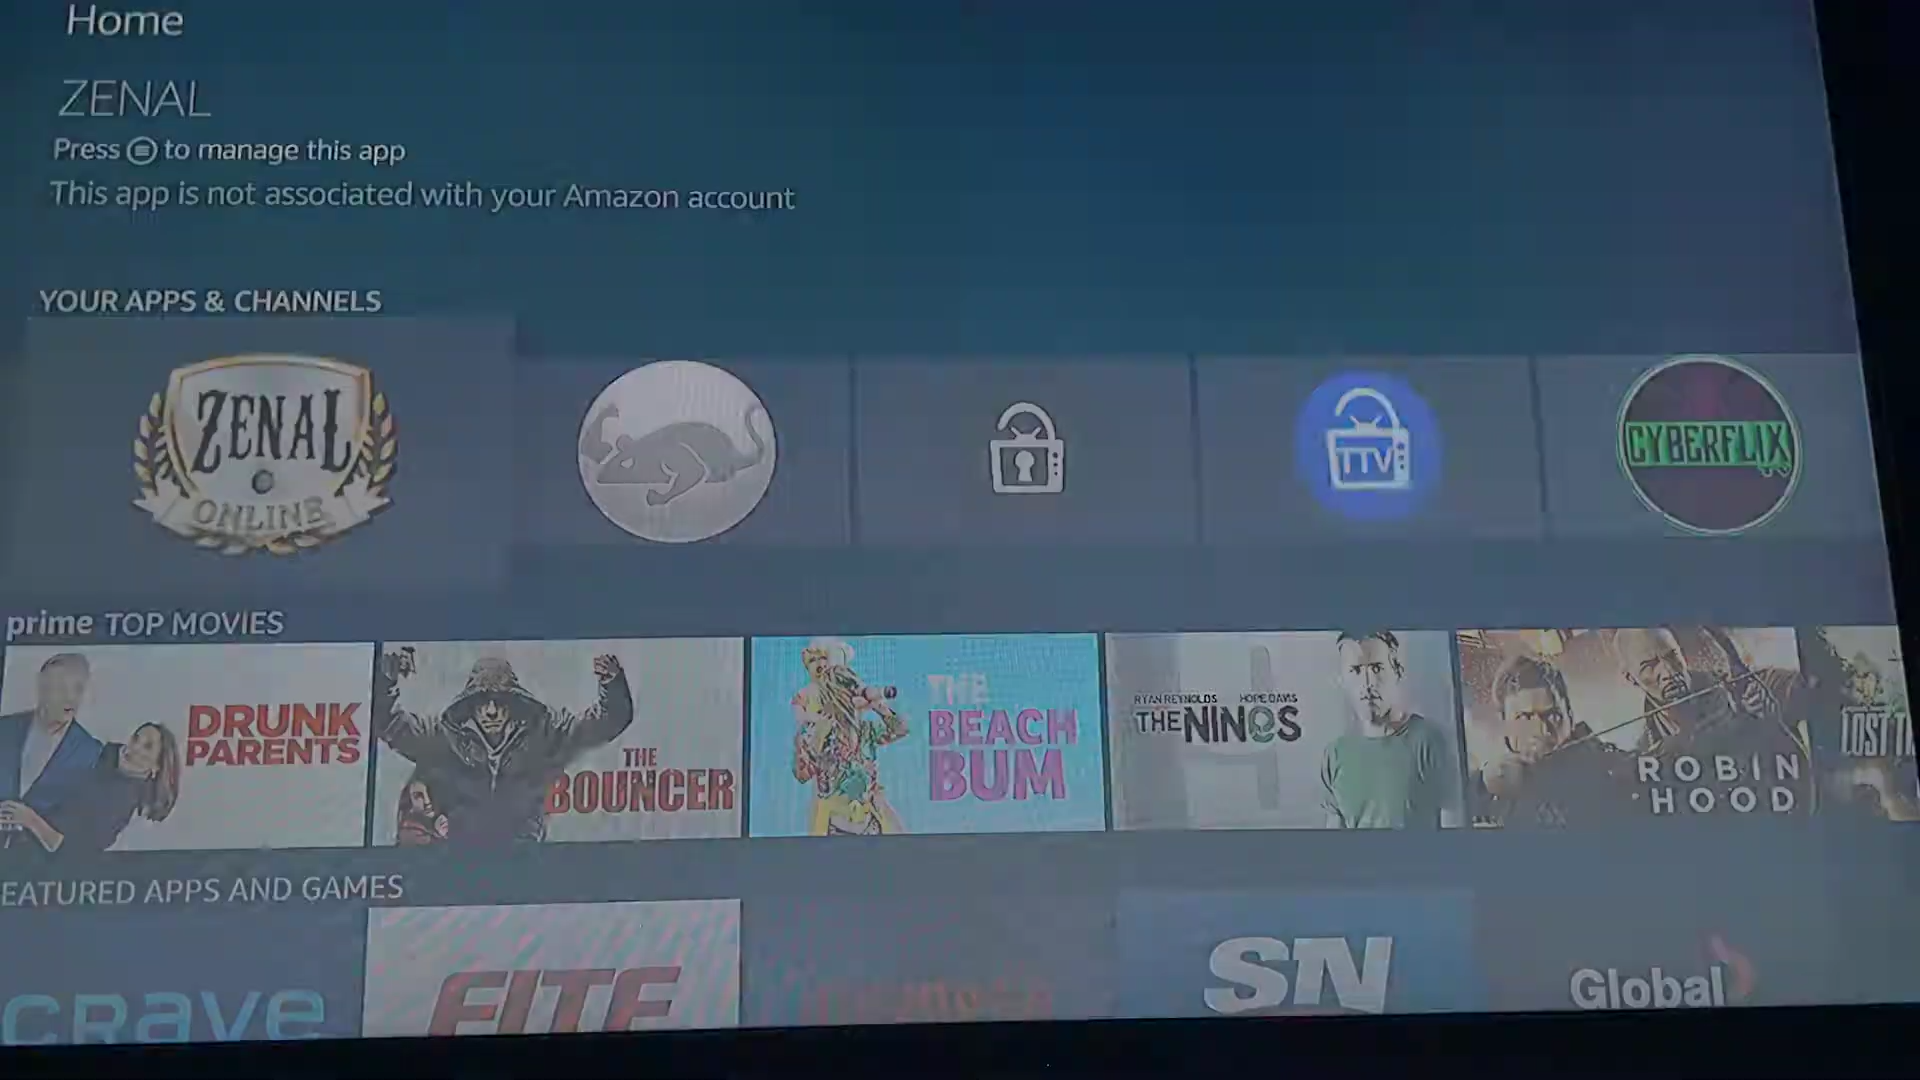 Home
ZENAL
Press to manage this app
This app is not associated with your Amazon account
YOUR APPS & CHANNELS
ZENAL
ONLINE
TTV
CYBERFLIX
TV
prime TOP MOVIES
DRUNK
PARENTS
THE
BOUNCER
THE
BEACH
BUM
RYAN REYNOLDS HOPE DAVIS
THE NINES
ROBIN
HOOD
LOST
EATURED APPS AND GAMES
CRAVE
FITE
SN
Global